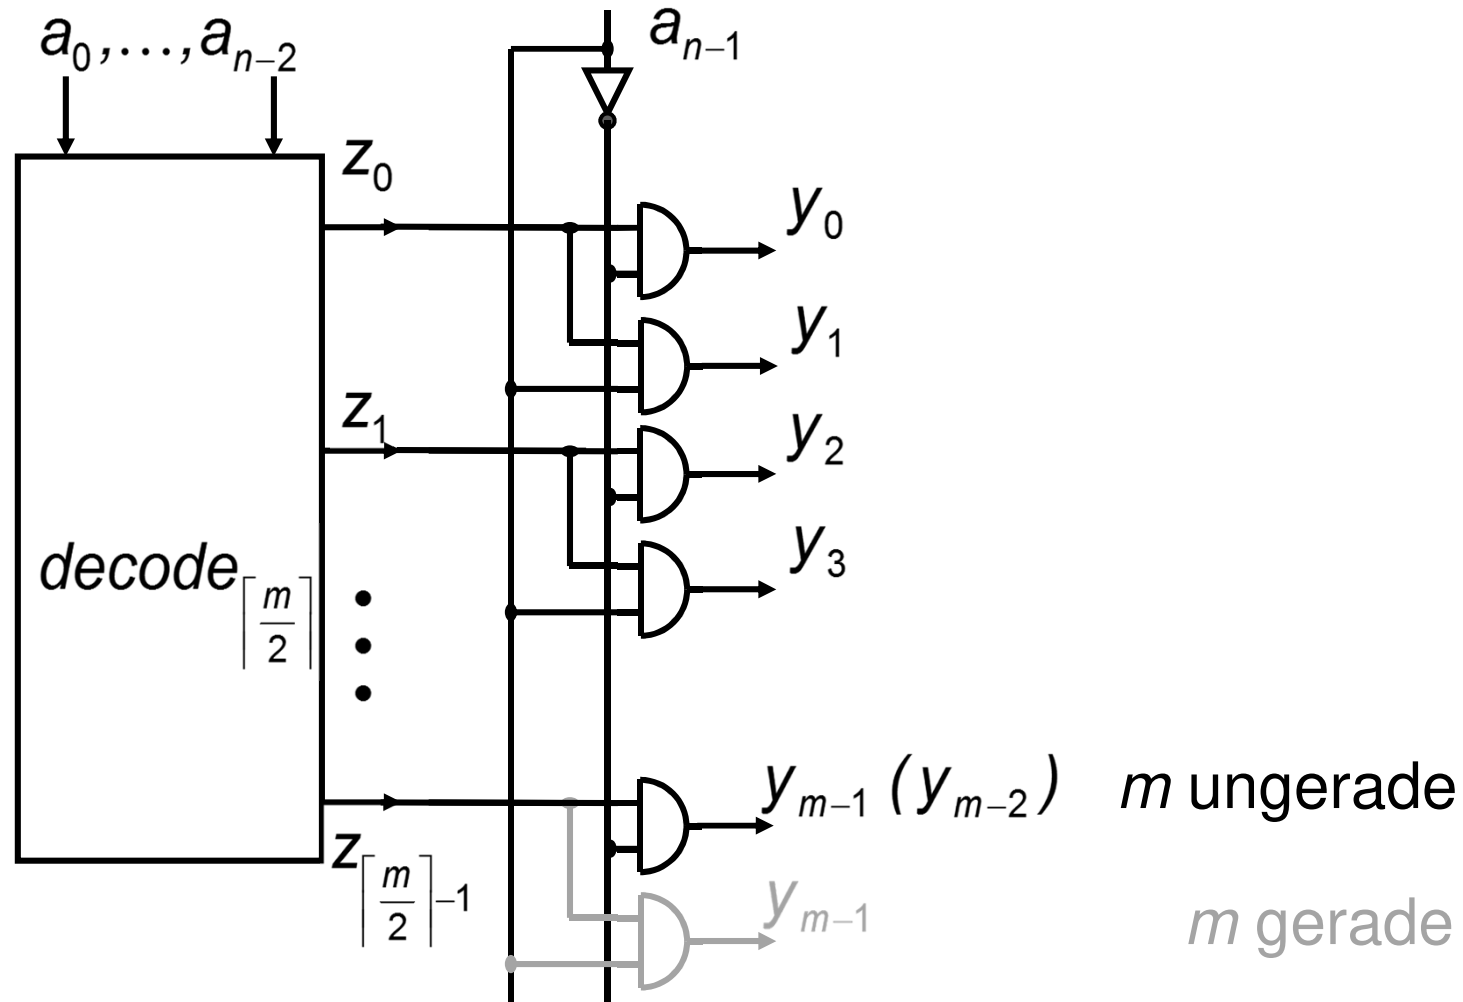 a₀,…,aₙ₋₂
aₙ₋₁
z₀
y₀
y₁
z₁
y₂
y₃
decode⌈m/2⌉
yₘ₋₁ (yₘ₋₂) m ungerade
z⌈m/2⌉−1
yₘ₋₁ m gerade